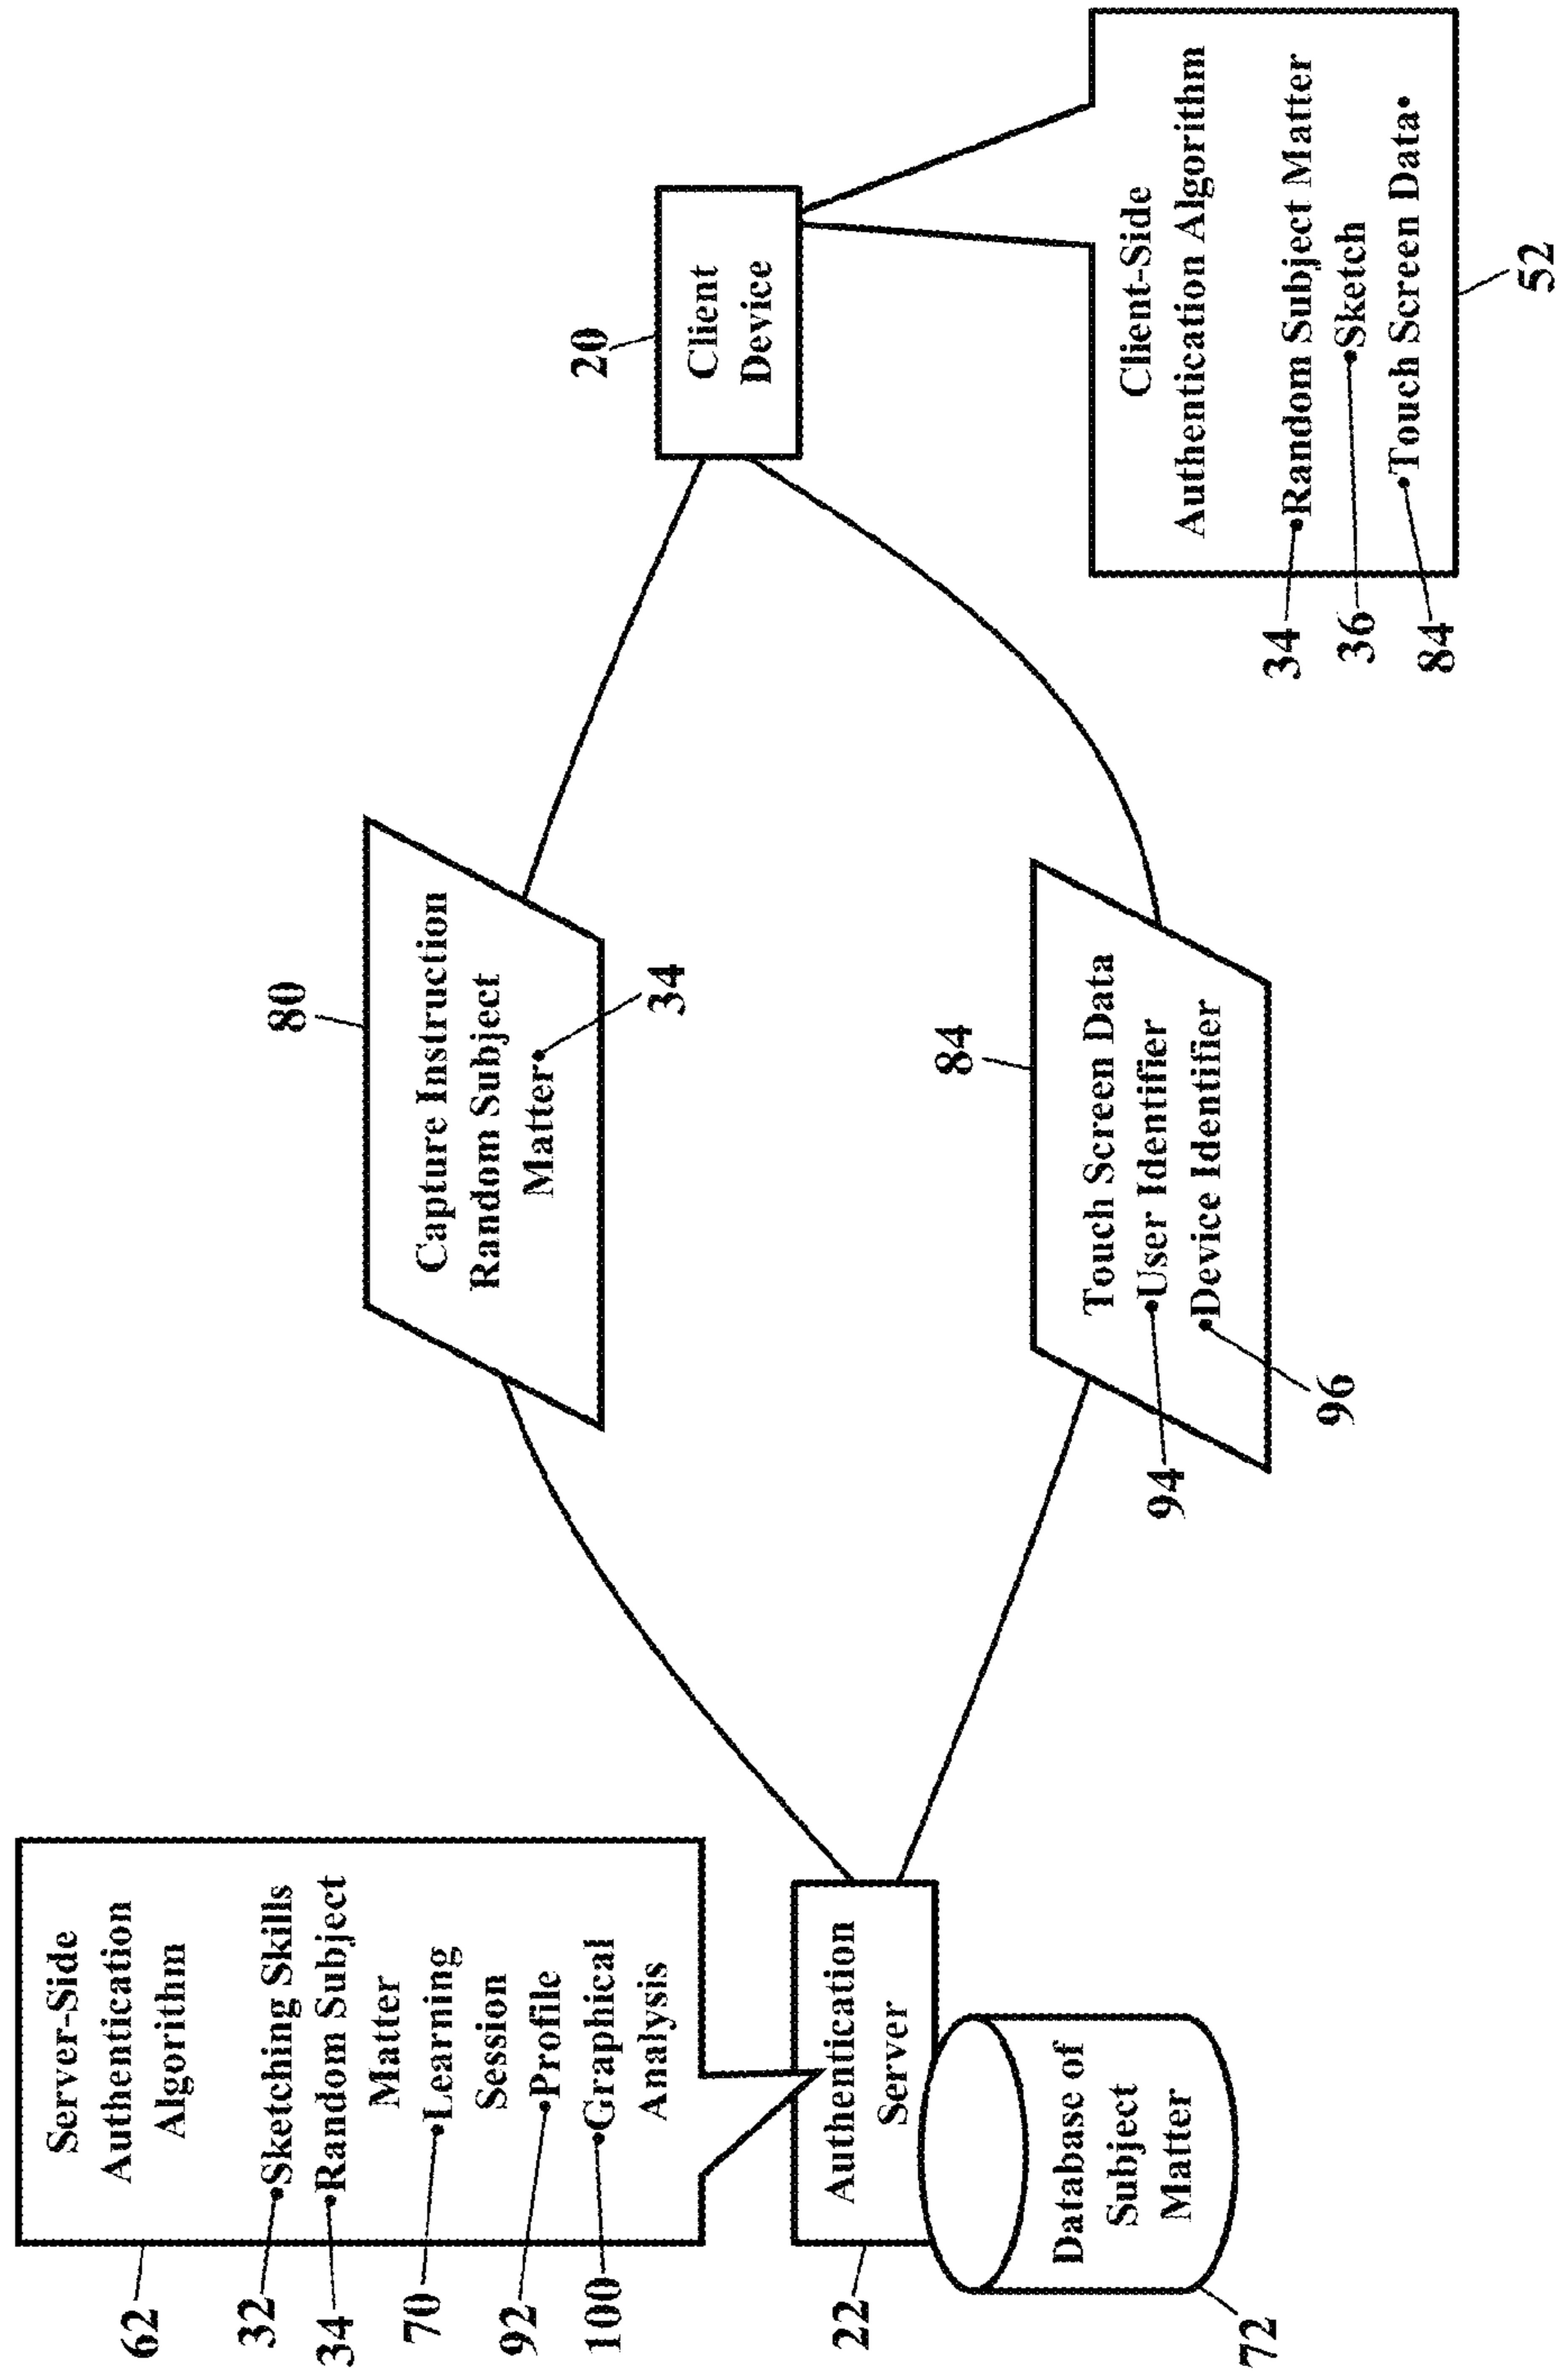 62
Server-Side
Authentication
Algorithm
32
Sketching Skills
34
Random Subject
Matter
70
Learning
Session
92
Profile
100
Graphical
Analysis
22
Authentication
Server
72
Database of
Subject
Matter
80
Capture Instruction
Random Subject
Matter
34
84
Touch Screen Data
94
User Identifier
Device Identifier
96
20
Client
Device
Client-Side
Authentication Algorithm
34
Random Subject Matter
36
Sketch
84
Touch Screen Data
52